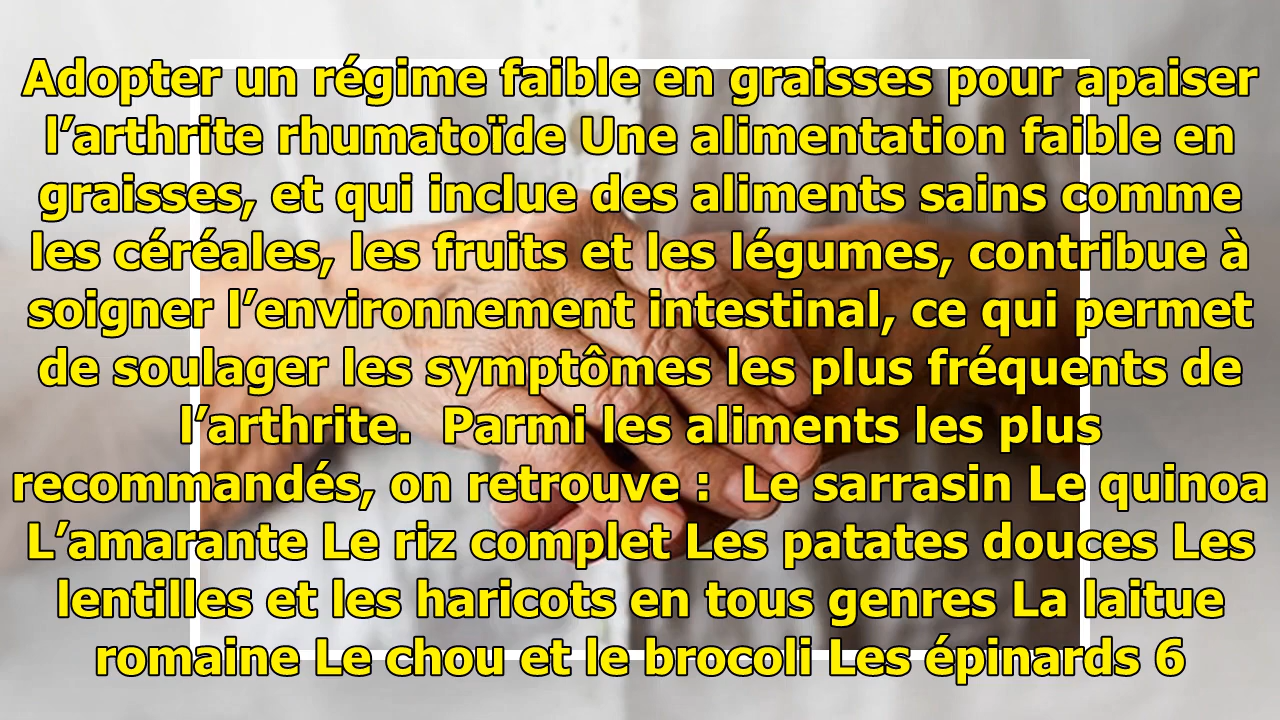 Adopter un régime faible en graisses pour apaiser
l’arthrite rhumatoïde Une alimentation faible en
graisses, et qui inclue des aliments sains comme
les céréales, les fruits et les légumes, contribue à
soigner l’environnement intestinal, ce qui permet
de soulager les symptômes les plus fréquents de
l’arthrite.  Parmi les aliments les plus
recommandés, on retrouve :  Le sarrasin Le quinoa
L’amarante Le riz complet Les patates douces Les
lentilles et les haricots en tous genres La laitue
romaine Le chou et le brocoli Les épinards 6